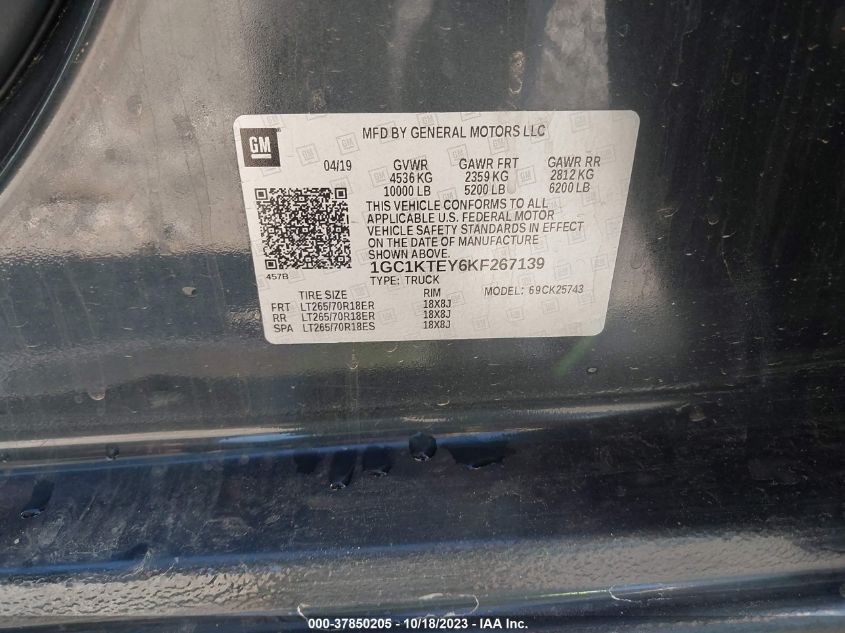 GM
MFD BY GENERAL MOTORS LLC
04/19 GVWR GAWR FRT GAWR RR
4536 KG 2359 KG 2812 KG
10000 LB 5200 LB 6200 LB
THIS VEHICLE CONFORMS TO ALL
APPLICABLE U.S. FEDERAL MOTOR
VEHICLE SAFETY STANDARDS IN EFFECT
ON THE DATE OF MANUFACTURE
SHOWN ABOVE.
457B
1GC1KTEY6KF267139
TYPE: TRUCK
TIRE SIZE RIM MODEL: 69CK25743
FRT LT265/70R18ER 18X8J
RR LT265/70R18ER 18X8J
SPA LT265/70R18ES 18X8J
000-37850205 - 10/18/2023 - IAAI.com